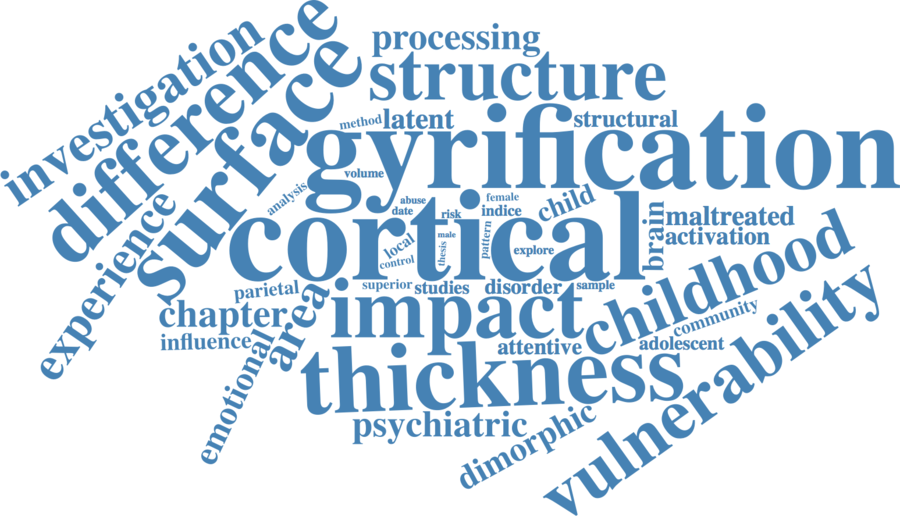 investigation
difference
surface
experience
processing
structure
method
latent
structural
gyrification
volume
analysis
abuse
date
risk
female
indice
child
cortical
local
control
male
thesis
pattern
explore
brain
maltreated
activation
parietal
superior
studies
disorder
sample
chapter
area
impact
childhood
influence
emotional
attentive
community
adolescent
thickness
vulnerability
psychiatric
dimorphic